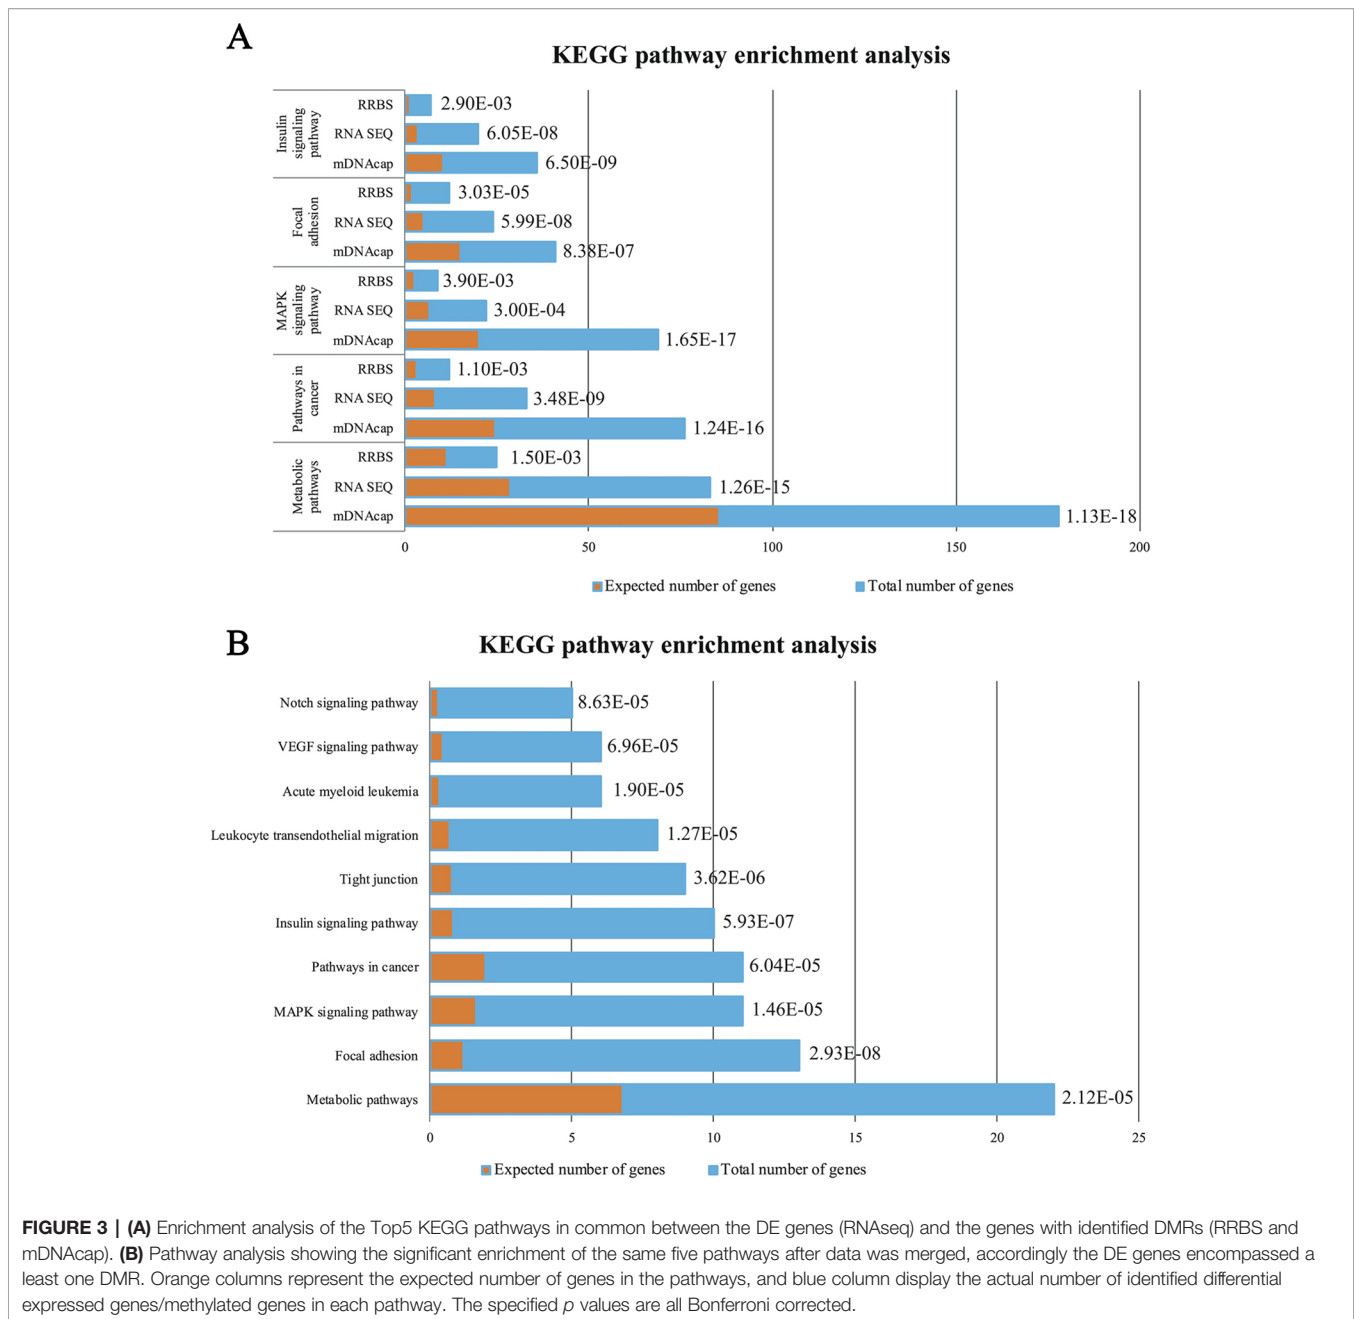 A
KEGG pathway enrichment analysis
Insulin signaling pathway
RRBS 2.90E-03
RNA SEQ 6.05E-08
mDNAcap 6.50E-09
Focal adhesion
RRBS 3.03E-05
RNA SEQ 5.99E-08
mDNAcap 8.38E-07
MAPK signaling pathway
RRBS 3.90E-03
RNA SEQ 3.00E-04
mDNAcap 1.65E-17
Pathways in cancer
RRBS 1.10E-03
RNA SEQ 3.48E-09
mDNAcap 1.24E-16
Metabolic pathways
RRBS 1.50E-03
RNA SEQ 1.26E-15
mDNAcap 1.13E-18
0 50 100 150 200
Expected number of genes Total number of genes
B
KEGG pathway enrichment analysis
Notch signaling pathway 8.63E-05
VEGF signaling pathway 6.96E-05
Acute myeloid leukemia 1.90E-05
Leukocyte transendothelial migration 1.27E-05
Tight junction 3.62E-06
Insulin signaling pathway 5.93E-07
Pathways in cancer 6.04E-05
MAPK signaling pathway 1.46E-05
Focal adhesion 2.93E-08
Metabolic pathways 2.12E-05
0 5 10 15 20 25
Expected number of genes Total number of genes
FIGURE 3 | (A) Enrichment analysis of the Top5 KEGG pathways in common between the DE genes (RNAseq) and the genes with identified DMRs (RRBS and
mDNAcap). (B) Pathway analysis showing the significant enrichment of the same five pathways after data was merged, accordingly the DE genes encompassed a
least one DMR. Orange columns represent the expected number of genes in the pathways, and blue column display the actual number of identified differential
expressed genes/methylated genes in each pathway. The specified p values are all Bonferroni corrected.